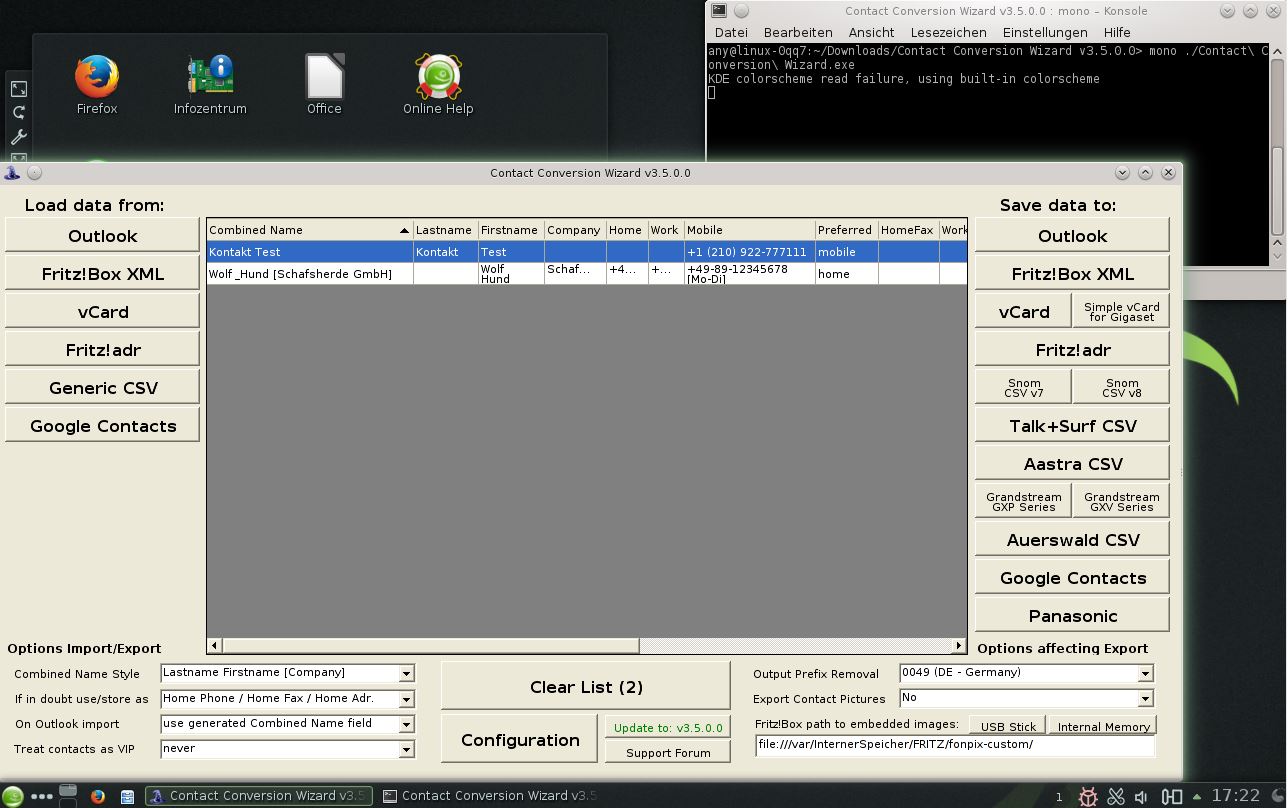 Firefox
Infozentrum
Office
Online Help
Contact Conversion Wizard v3.5.0.0 : mono – Konsole
Datei Bearbeiten Ansicht Lesezeichen Einstellungen Hilfe
any@linux-0qq7:~/Downloads/Contact Conversion Wizard v3.5.0.0> mono ./Contact\ C
onversion\ Wizard.exe
KDE colorscheme read failure, using built-in colorscheme
Contact Conversion Wizard v3.5.0.0
Load data from:
Outlook
Fritz!Box XML
vCard
Fritz!adr
Generic CSV
Google Contacts
Combined Name Lastname Firstname Company Home Work Mobile Preferred HomeFax Work
Kontakt Test Kontakt Test +1 (210) 922-777111 mobile
Wolf _Hund [Schafsherde GmbH] Wolf Hund Schaf... +4... +... +49-89-12345678 [Mo-Di] home
Save data to:
Outlook
Fritz!Box XML
vCard
Simple vCard
for Gigaset
Fritz!adr
Snom
CSV v7
Snom
CSV v8
Talk+Surf CSV
Aastra CSV
Grandstream
GXP Series
Grandstream
GXV Series
Auerswald CSV
Google Contacts
Panasonic
Options Import/Export
Combined Name Style Lastname Firstname [Company]
If in doubt use/store as Home Phone / Home Fax / Home Adr.
On Outlook import use generated Combined Name field
Treat contacts as VIP never
Clear List (2)
Configuration
Update to: v3.5.0.0
Support Forum
Options affecting Export
Output Prefix Removal 0049 (DE - Germany)
Export Contact Pictures No
Fritz!Box path to embedded images: USB Stick Internal Memory
file:///var/InternerSpeicher/FRITZ/fonpix-custom/
Contact Conversion Wizard v3.5
Contact Conversion Wizard v3.5
1
17:22